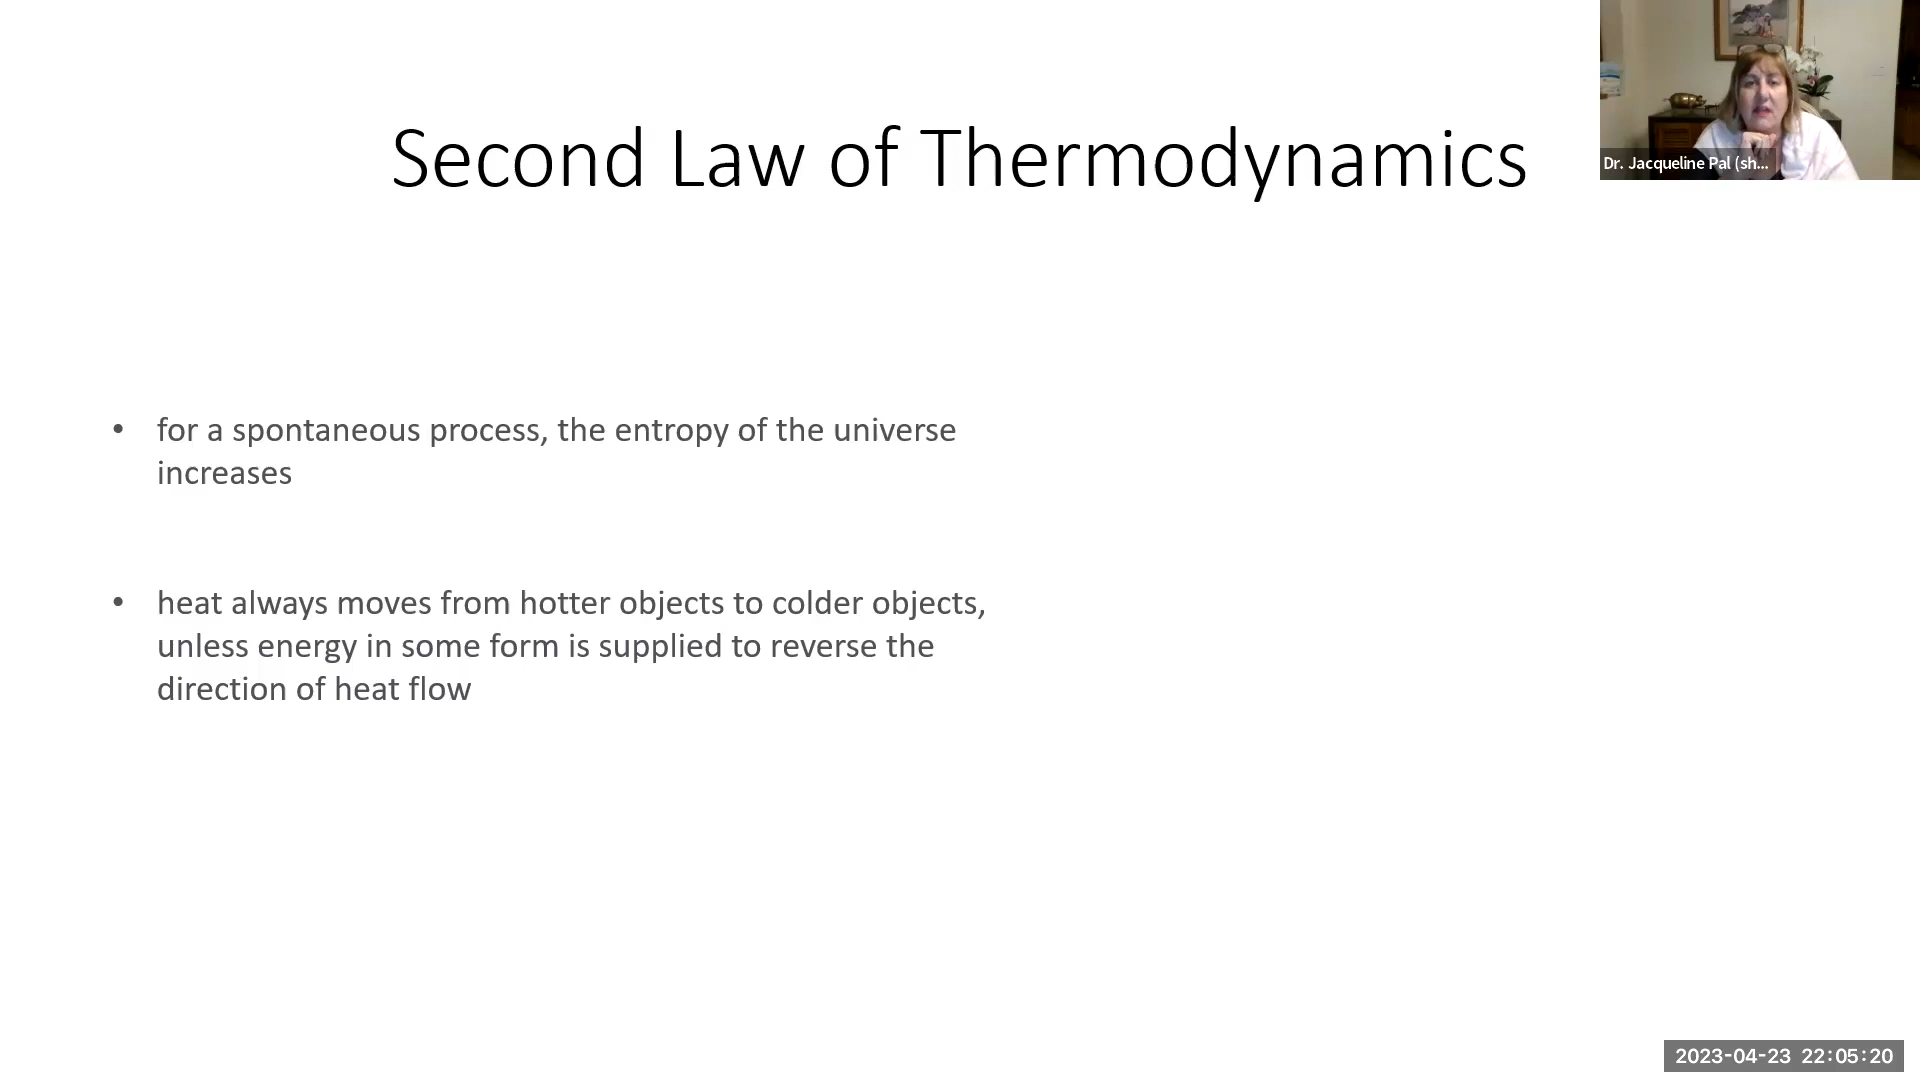 Second Law of Thermodynamics
Dr. Jacqueline Pal (sh...
• for a spontaneous process, the entropy of the universe
increases
• heat always moves from hotter objects to colder objects,
unless energy in some form is supplied to reverse the
direction of heat flow
2023-04-23 22:05:20